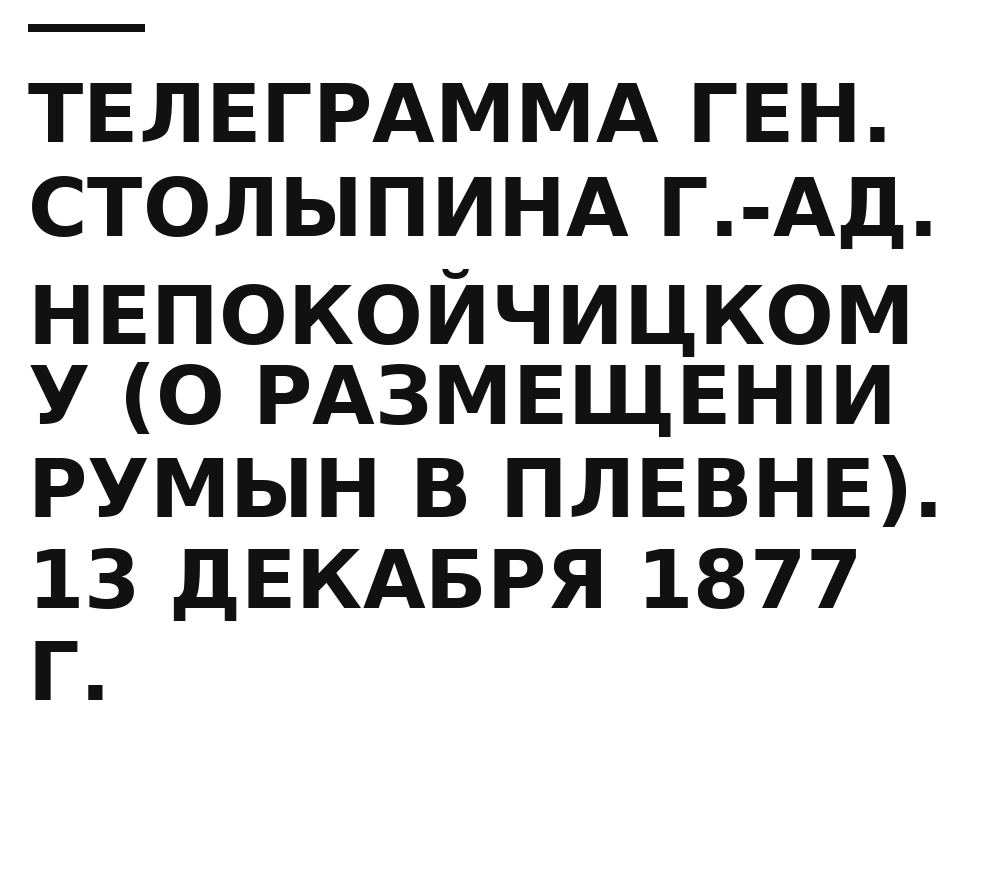 ТЕЛЕГРАММА ГЕН.
СТОЛЫПИНА Г.-АД.
НЕПОКОЙЧИЦКОМ
У (О РАЗМЕЩЕНІИ
РУМЫН В ПЛЕВНЕ).
13 ДЕКАБРЯ 1877
Г.